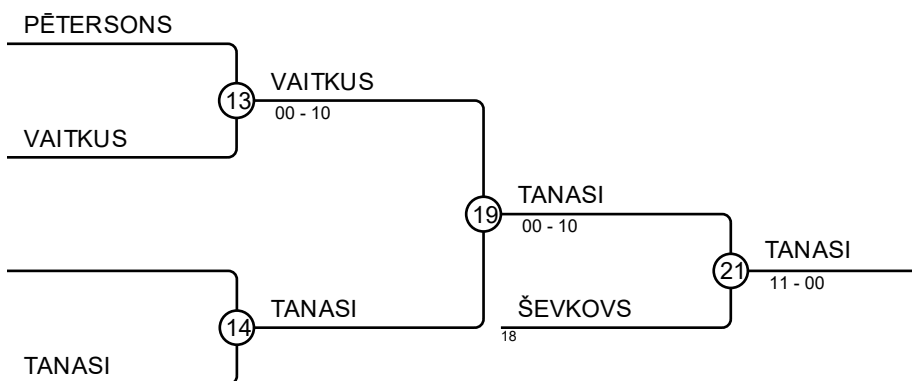 PĒTERSONS
13
VAITKUS
00 - 10
VAITKUS
19
TANASI
00 - 10
21
TANASI
11 - 00
14
TANASI
ŠEVKOVS
18
TANASI